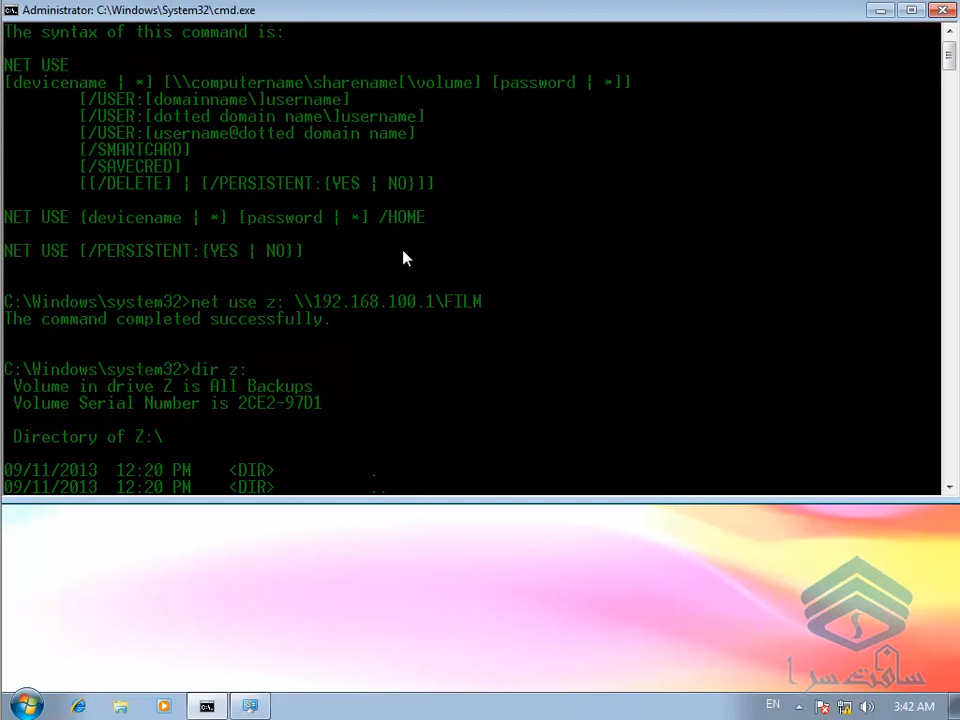 Administrator: C:\Windows\System32\cmd.exe
The syntax of this command is:
NET USE
[devicename | *] [\\computername\sharename[\volume] [password | *]]
[/USER:[domainname\]username]
[/USER:[dotted domain name\]username]
[/USER:[username@dotted domain name]
[/SMARTCARD]
[/SAVECRED]
[[/DELETE] | [/PERSISTENT:{YES | NO}]]
NET USE {devicename | *} [password | *] /HOME
NET USE [/PERSISTENT:{YES | NO}]
C:\Windows\system32>net use z: \\192.168.100.1\FILM
The command completed successfully.
C:\Windows\system32>dir z:
Volume in drive Z is All Backups
Volume Serial Number is 2CE2-97D1
Directory of Z:\
09/11/2013  12:20 PM    <DIR>          .
09/11/2013  12:20 PM    <DIR>          ..
سافت سرا
EN
3:42 AM